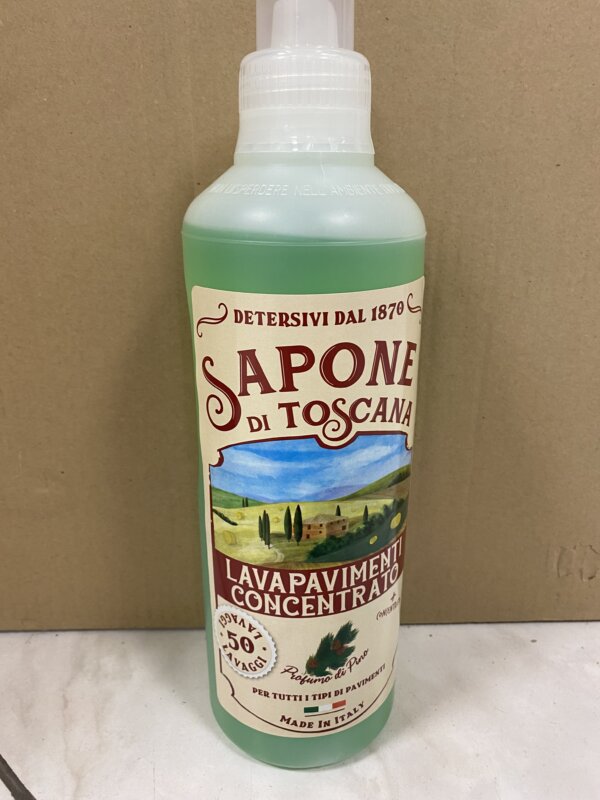 DISPERDERE NELL'AMBIENTE
DETERSIVI DAL 1870
SAPONE
DI TOSCANA
LAVAPAVIMENTI
CONCENTRATO
LAVAGGI
50
LAVAGGI
+
Profumo di Pino
PER TUTTI I TIPI DI PAVIMENTI
MADE IN ITALY